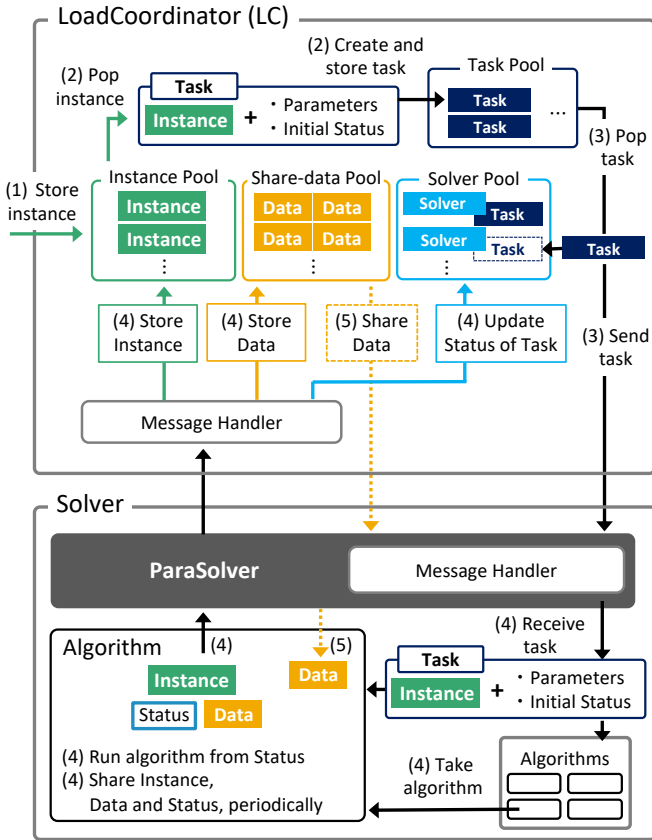 LoadCoordinator (LC)
(2) Pop
instance
Task
Instance
+
・ Parameters
・ Initial Status
(2) Create and
store task
Task Pool
Task
Task
...
(3) Pop
task
(1) Store
instance
Instance Pool
Instance
Instance
⋮
Share-data Pool
Data
Data
Data
Data
⋮
Solver Pool
Solver
Task
Solver
Task
⋮
Task
(4) Store
Instance
(4) Store
Data
(5) Share
Data
(4) Update
Status of Task
(3) Send
task
Message Handler
Solver
ParaSolver
Message Handler
Algorithm
(4)
(5)
Instance
Data
Status
Data
(4) Run algorithm from Status
(4) Share Instance,
Data and Status, periodically
(4) Receive
task
Task
Instance
+
・ Parameters
・ Initial Status
(4) Take
algorithm
Algorithms